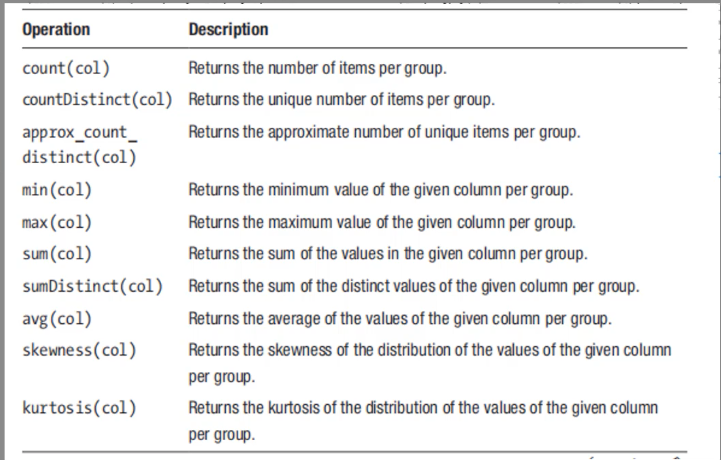 Operation Description
count(col) Returns the number of items per group.
countDistinct(col) Returns the unique number of items per group.
approx_count_ Returns the approximate number of unique items per group.
distinct(col)
min(col) Returns the minimum value of the given column per group.
max(col) Returns the maximum value of the given column per group.
sum(col) Returns the sum of the values in the given column per group.
sumDistinct(col) Returns the sum of the distinct values of the given column per group.
avg(col) Returns the average of the values of the given column per group.
skewness(col) Returns the skewness of the distribution of the values of the given column
per group.
kurtosis(col) Returns the kurtosis of the distribution of the values of the given column
per group.